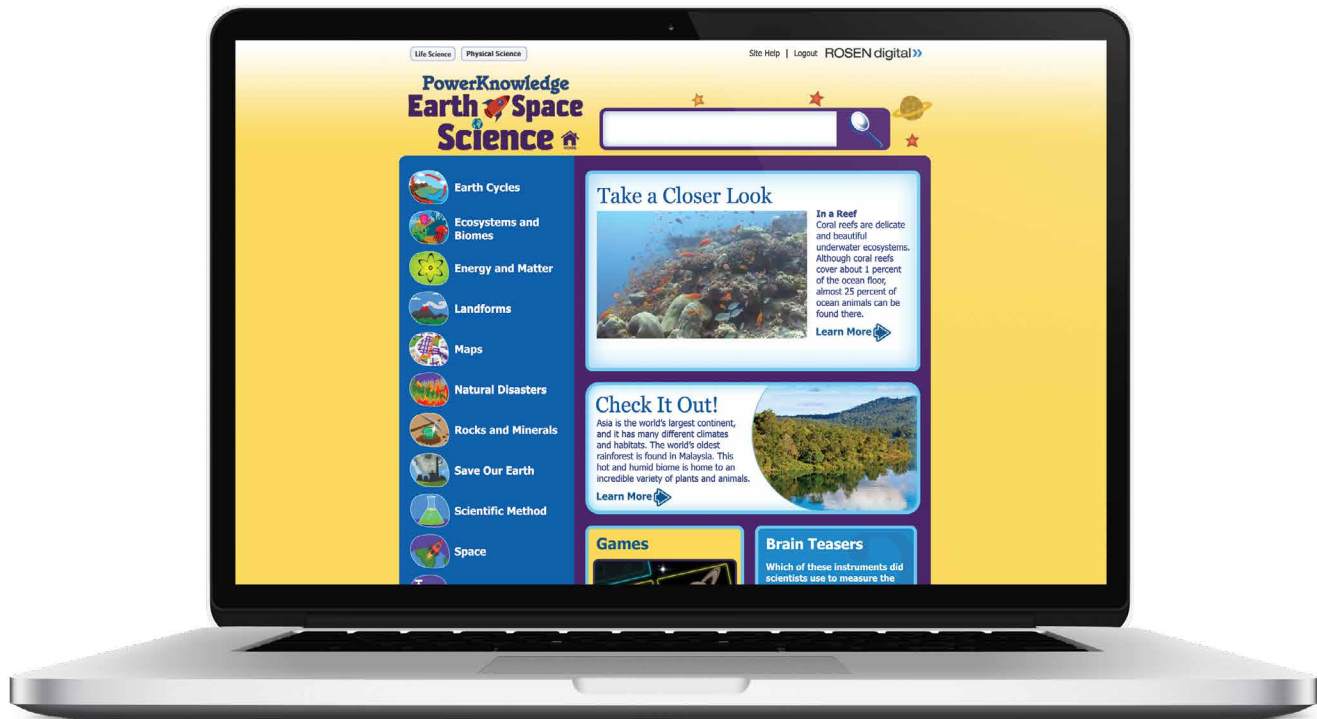 Life Science Physical Science
Site Help | Logout ROSEN digital»
PowerKnowledge
Earth Space
Science
HOME
Earth Cycles
Ecosystems and
Biomes
Energy and Matter
Landforms
Maps
Natural Disasters
Rocks and Minerals
Save Our Earth
Scientific Method
Space
Take a Closer Look
In a Reef
Coral reefs are delicate
and beautiful
underwater ecosystems.
Although coral reefs
cover about 1 percent
of the ocean floor,
almost 25 percent of
ocean animals can be
found there.
Learn More
Check It Out!
Asia is the world's largest continent,
and it has many different climates
and habitats. The world's oldest
rainforest is found in Malaysia. This
hot and humid biome is home to an
incredible variety of plants and animals.
Learn More
Games
Brain Teasers
Which of these instruments did
scientists use to measure the